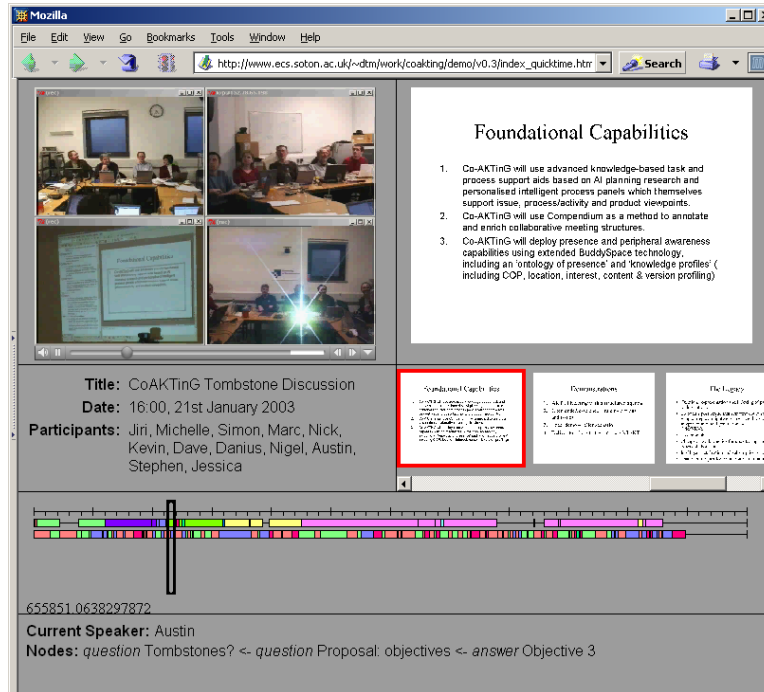 Mozilla
File Edit View Go Bookmarks Tools Window Help
http://www.ecs.soton.ac.uk/~dtm/work/coakting/demo/v0.3/index_quicktime.htm Search
Foundational Capabilities
1. Co-AKTinG will use advanced knowledge-based task and
process support aids based on AI planning research and
personalised intelligent process panels which themselves
support issue, process/activity and product viewpoints.
2. Co-AKTinG will use Compendium as a method to annotate
and enrich collaborative meeting structures.
3. Co-AKTinG will deploy presence and peripheral awareness
capabilities using extended BuddySpace technology,
including an 'ontology of presence' and 'knowledge profiles' (
including COP, location, interest, content & version profiling)
Foundational Capabilities
Title: CoAKTinG Tombstone Discussion
Date: 16:00, 21st January 2003
Participants: Jiri, Michelle, Simon, Marc, Nick,
Kevin, Dave, Danius, Nigel, Austin,
Stephen, Jessica
Foundational Capabilities
Demonstrations
The Legacy
655851.0638297872
Current Speaker: Austin
Nodes: question Tombstones? <- question Proposal: objectives <- answer Objective 3